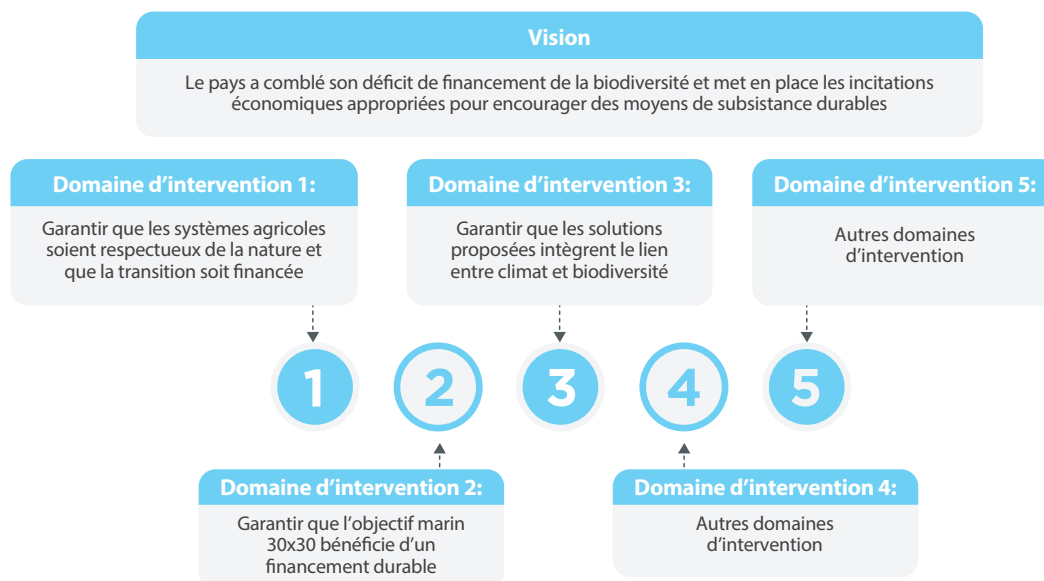 Vision
Le pays a comblé son déficit de financement de la biodiversité et met en place les incitations
économiques appropriées pour encourager des moyens de subsistance durables
Domaine d’intervention 1:
Garantir que les systèmes agricoles
soient respectueux de la nature et
que la transition soit financée
Domaine d’intervention 3:
Garantir que les solutions
proposées intègrent le lien
entre climat et biodiversité
Domaine d’intervention 5:
Autres domaines
d’intervention
1
2
3
4
5
Domaine d’intervention 2:
Garantir que l’objectif marin
30x30 bénéficie d’un
financement durable
Domaine d’intervention 4:
Autres domaines
d’intervention